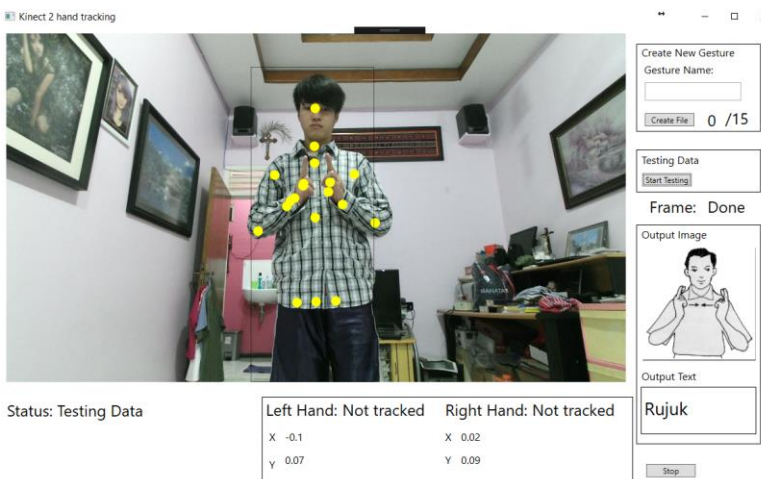 Kinect 2 hand tracking
Create New Gesture
Gesture Name:
Create File 0 /15
Testing Data
Start Testing
Frame: Done
Output Image
Output Text
Rujuk
Stop
Status: Testing Data
Left Hand: Not tracked Right Hand: Not tracked
X -0.1 X 0.02
Y 0.07 Y 0.09